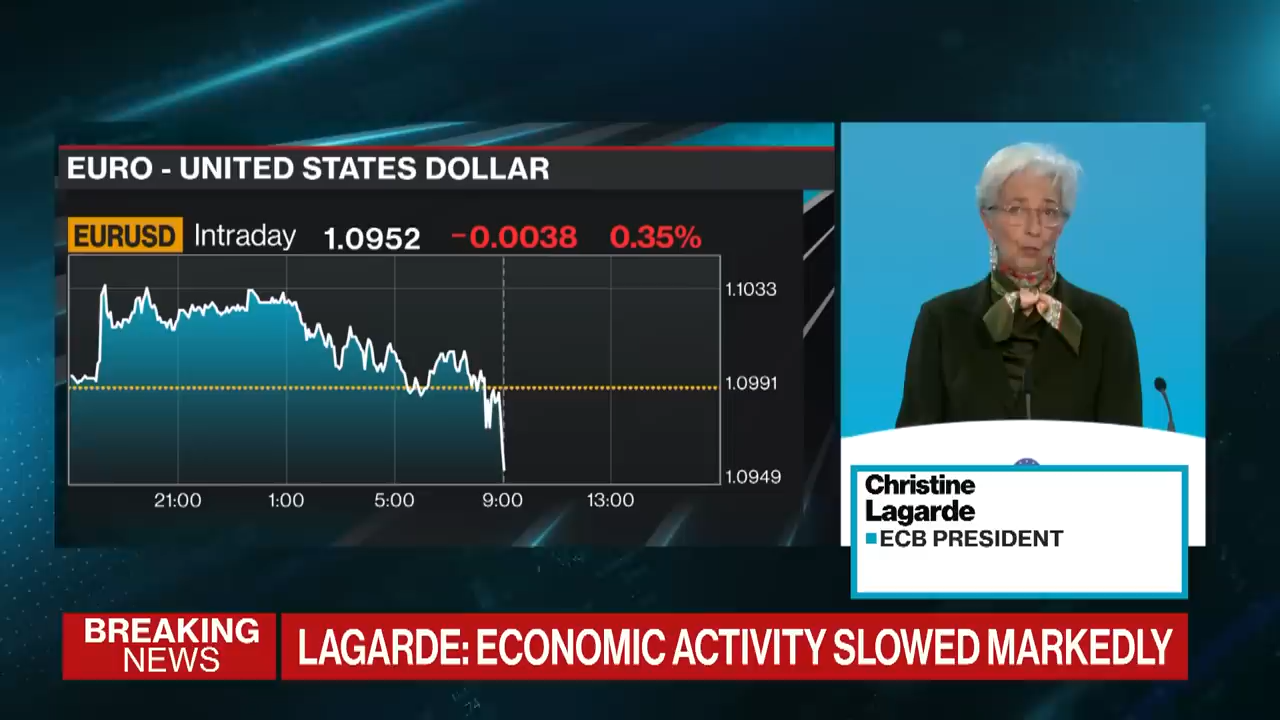 EURO - UNITED STATES DOLLAR
EURUSD Intraday 1.0952 -0.0038 0.35%
1.1033
1.0991
1.0949
21:00 1:00 5:00 9:00 13:00
Christine
Lagarde
ECB PRESIDENT
BREAKING
NEWS
LAGARDE: ECONOMIC ACTIVITY SLOWED MARKEDLY